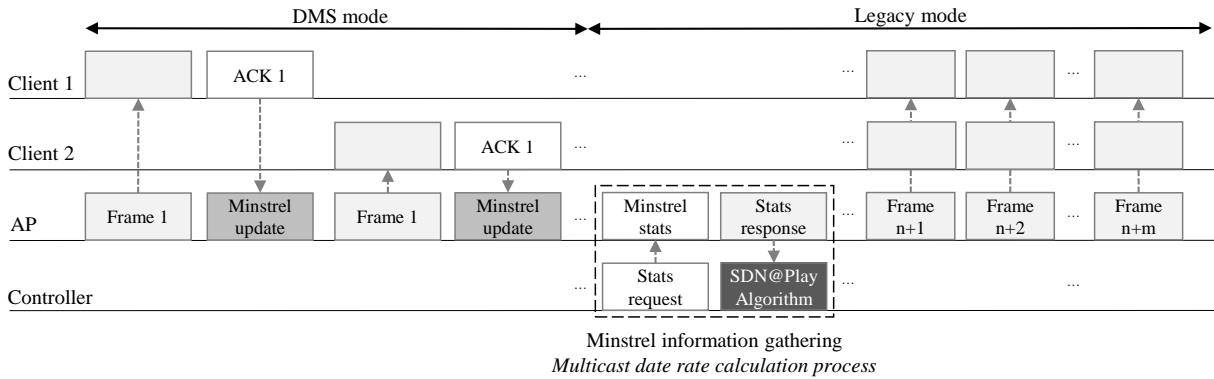 DMS mode Legacy mode
Client 1 ACK 1 ... ... ...
Client 2 ACK 1 ... ... ...
AP Frame 1 Minstrel update Frame 1 Minstrel update ... Minstrel stats Stats response ... Frame n+1 Frame n+2 ... Frame n+m
Controller ... Stats request SDN@Play Algorithm ... ...
Minstrel information gathering
Multicast date rate calculation process